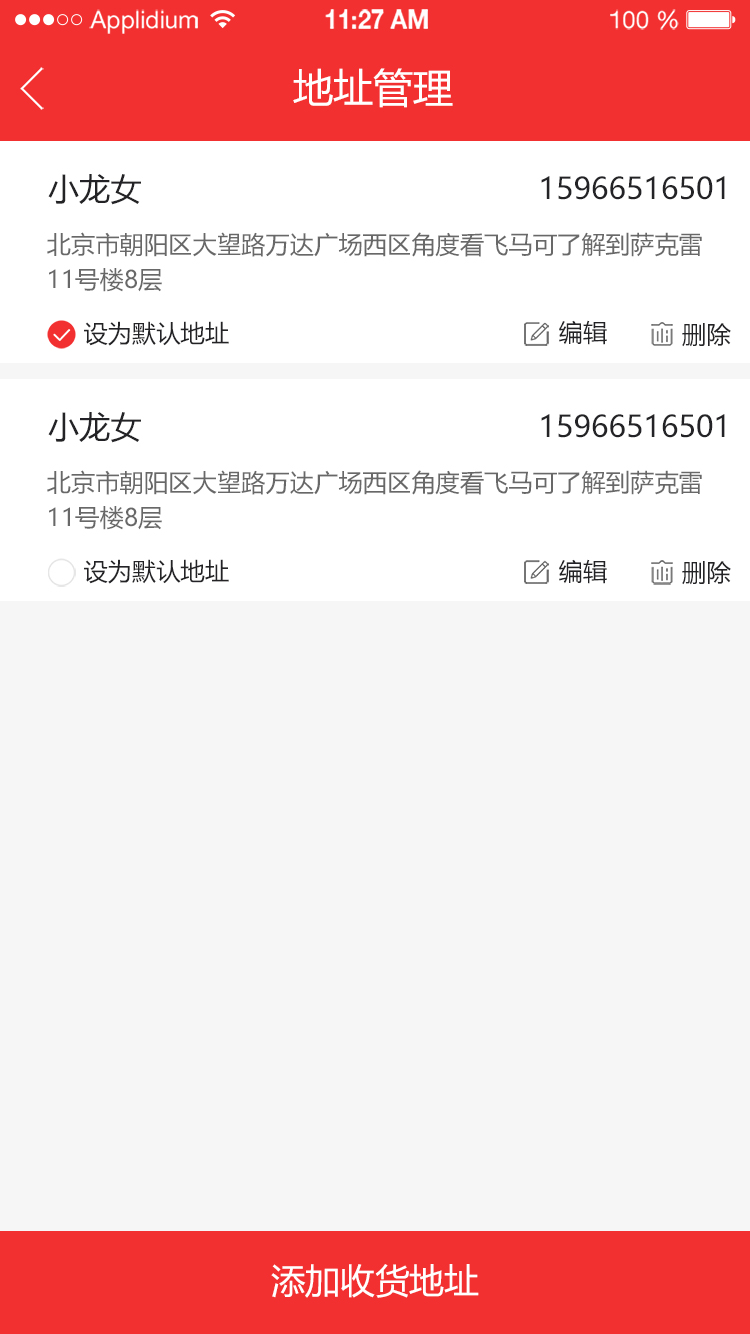 Applidium 11:27 AM 100 %
地址管理
小龙女 15966516501
北京市朝阳区大望路万达广场西区角度看飞马可了解到萨克雷
11号楼8层
设为默认地址 编辑 删除
小龙女 15966516501
北京市朝阳区大望路万达广场西区角度看飞马可了解到萨克雷
11号楼8层
设为默认地址 编辑 删除
添加收货地址